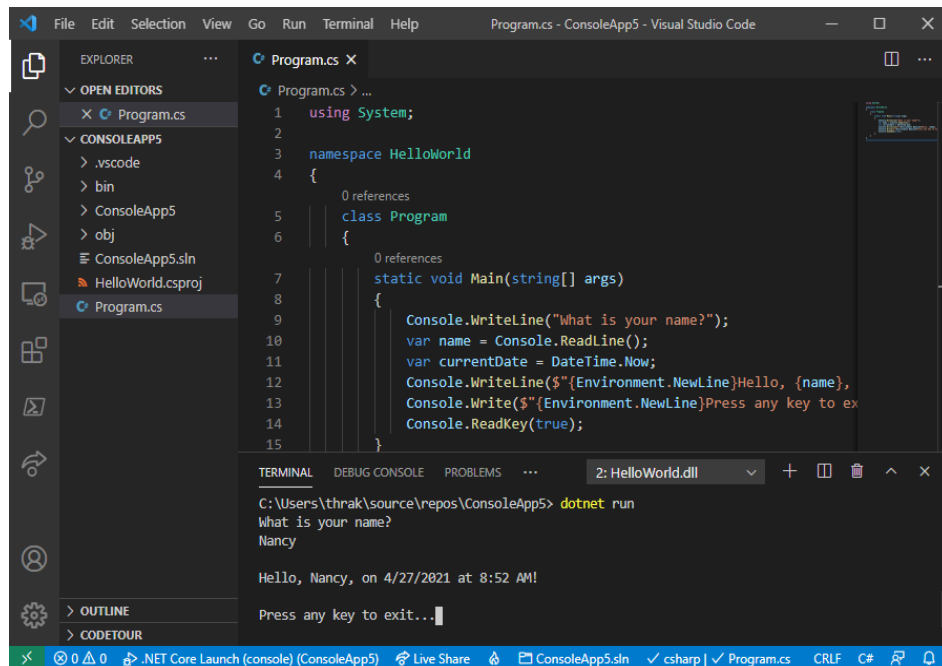 File Edit Selection View Go Run Terminal Help Program.cs - ConsoleApp5 - Visual Studio Code
EXPLORER
OPEN EDITORS
Program.cs
CONSOLEAPP5
.vscode
bin
ConsoleApp5
obj
ConsoleApp5.sln
HelloWorld.csproj
Program.cs
OUTLINE
CODETOUR
Program.cs
Program.cs > ...
1 using System;
2
3 namespace HelloWorld
4 {
0 references
5 class Program
6 {
0 references
7 static void Main(string[] args)
8 {
9 Console.WriteLine("What is your name?");
10 var name = Console.ReadLine();
11 var currentDate = DateTime.Now;
12 Console.WriteLine($"{Environment.NewLine}Hello, {name},
13 Console.Write($"{Environment.NewLine}Press any key to ex
14 Console.ReadKey(true);
15 }
TERMINAL DEBUG CONSOLE PROBLEMS ... 2: HelloWorld.dll
C:\Users\thrak\source\repos\ConsoleApp5> dotnet run
What is your name?
Nancy
Hello, Nancy, on 4/27/2021 at 8:52 AM!
Press any key to exit...
0 0 .NET Core Launch (console) (ConsoleApp5) Live Share ConsoleApp5.sln csharp | Program.cs CRLF C#